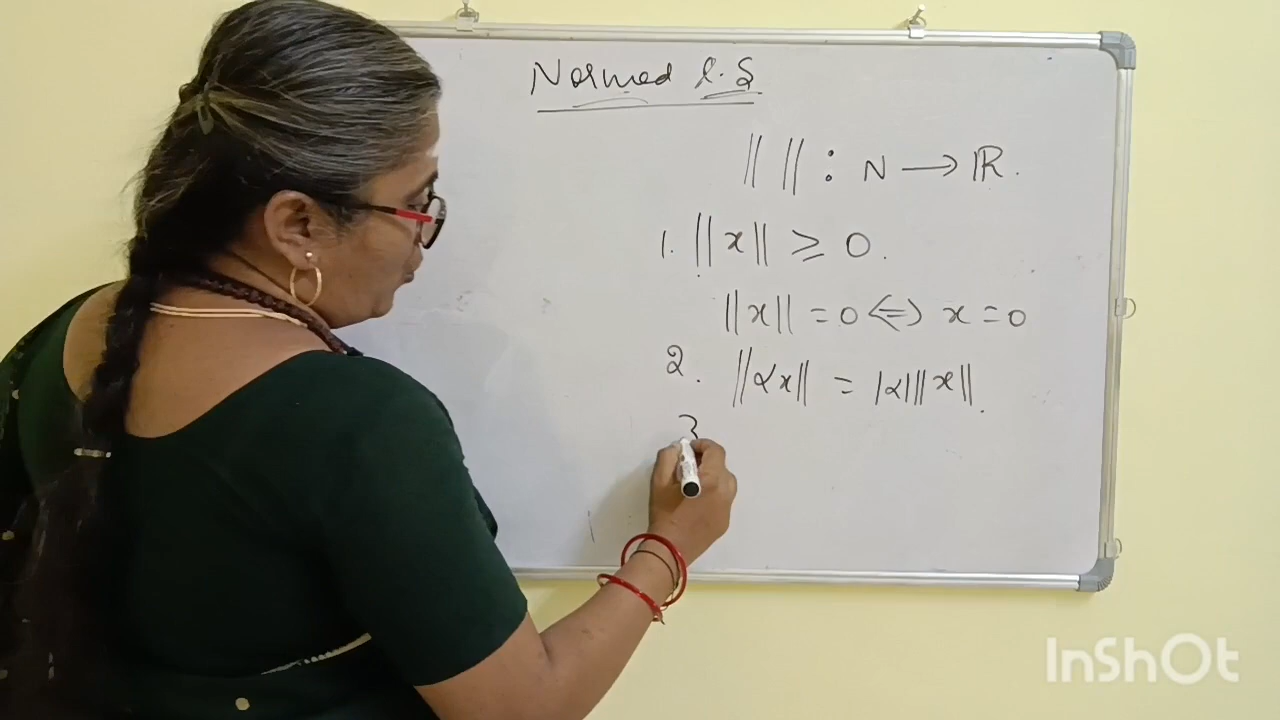 Normed l.S
|| || : N → ℝ.
1. ||x|| ≥ 0.
||x|| = 0 ⇔ x = 0
2. ||αx|| = |α| ||x||.
3
InShOt